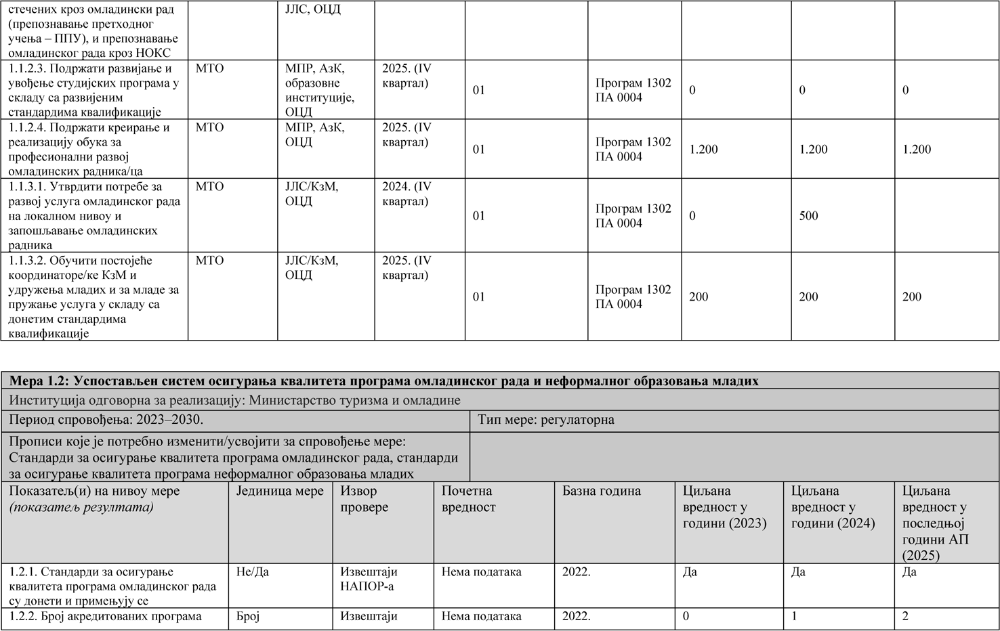 стечених кроз омладински рад
(препознавање претходног
учења – ППУ), и препознавање
омладинског рада кроз НОКС
ЈЛС, ОЦД
1.1.2.3. Подржати развијање и
увођење студијских програма у
складу са развијеним
стандардима квалификације
МТО
МПР, АзК,
образовне
институције,
ОЦД
2025. (IV
квартал)
01
Програм 1302
ПА 0004
0
0
0
1.1.2.4. Подржати креирање и
реализацију обука за
професионални развој
омладинских радника/ца
МТО
МПР, АзК,
ОЦД
2025. (IV
квартал)
01
Програм 1302
ПА 0004
1.200
1.200
1.200
1.1.3.1. Утврдити потребе за
развој услуга омладинског рада
на локалном нивоу и
запошљавање омладинских
радника
МТО
ЈЛС/КзМ,
ОЦД
2024. (IV
квартал)
01
Програм 1302
ПА 0004
0
500
1.1.3.2. Обучити постојеће
координаторе/ке КзМ и
удружења младих и за младе за
пружање услуга у складу са
донетим стандардима
квалификације
МТО
ЈЛС/КзМ,
ОЦД
2025. (IV
квартал)
01
Програм 1302
ПА 0004
200
200
200
Мера 1.2: Успостављен систем осигурања квалитета програма омладинског рада и неформалног образовања младих
Институција одговорна за реализацију: Министарство туризма и омладине
Период спровођења: 2023–2030.
Тип мере: регулаторна
Прописи које је потребно изменити/усвојити за спровођење мере:
Стандарди за осигурање квалитета програма омладинског рада, стандарди
за осигурање квалитета програма неформалног образовања младих
Показатељ(и) на нивоу мере
(показатељ резултата)
Јединица мере
Извор
провере
Почетна
вредност
Базна година
Циљана
вредност у
години (2023)
Циљана
вредност у
години (2024)
Циљана
вредност у
последњој
години АП
(2025)
1.2.1. Стандарди за осигурање
квалитета програма омладинског рада
су донети и примењују се
Не/Да
Извештаји
НАПОР-а
Нема података
2022.
Да
Да
Да
1.2.2. Број акредитованих програма
Број
Извештаји
Нема података
2022.
0
1
2